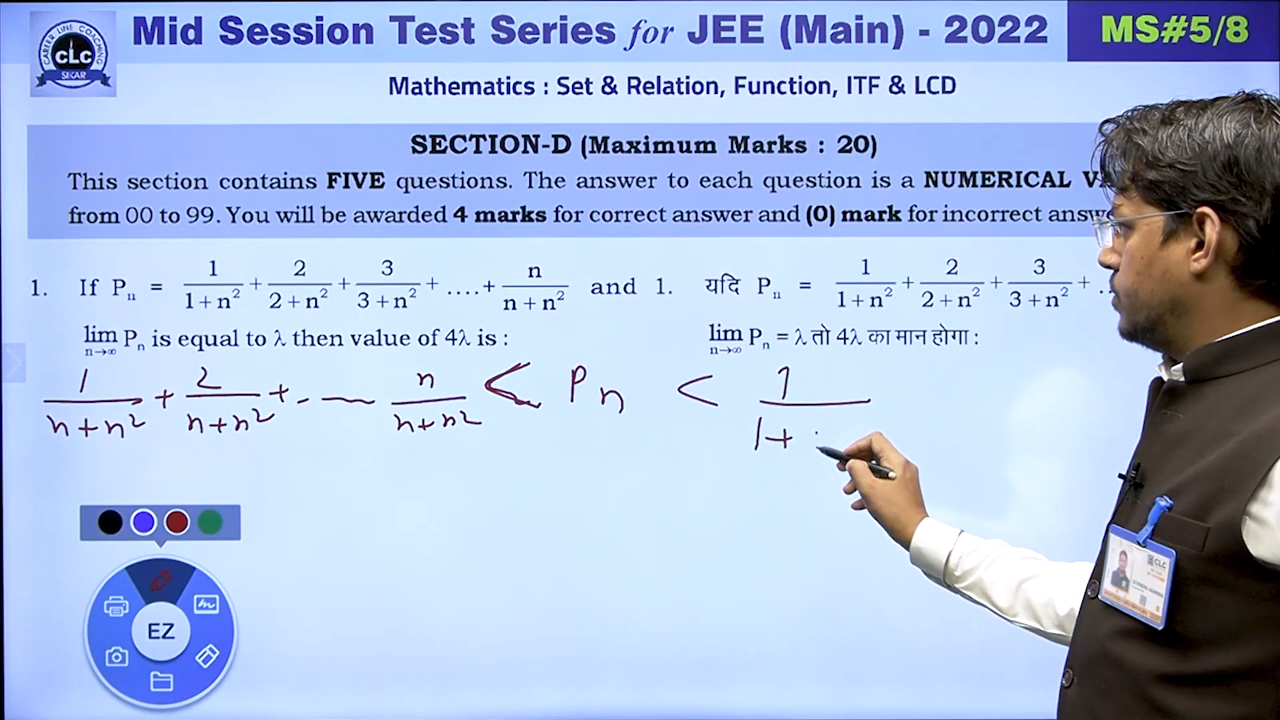 Mid Session Test Series for JEE (Main) - 2022
MS#5/8
CAREER LINE COACHING
CLC
SIKAR
Mathematics : Set & Relation, Function, ITF & LCD
SECTION-D (Maximum Marks : 20)
This section contains FIVE questions. The answer to each question is a NUMERICAL V
from 00 to 99. You will be awarded 4 marks for correct answer and (0) mark for incorrect answ
1. If Pₙ = 1/(1+n²) + 2/(2+n²) + 3/(3+n²) + ....+ n/(n+n²) and
lim n→∞ Pₙ is equal to λ then value of 4λ is :
1. यदि Pₙ = 1/(1+n²) + 2/(2+n²) + 3/(3+n²) + .
lim n→∞ Pₙ = λ तो 4λ का मान होगा :
1/(n+n²) + 2/(n+n²) + . - — n/(n+n²) < Pn < 1/(1+
EZ
CLC